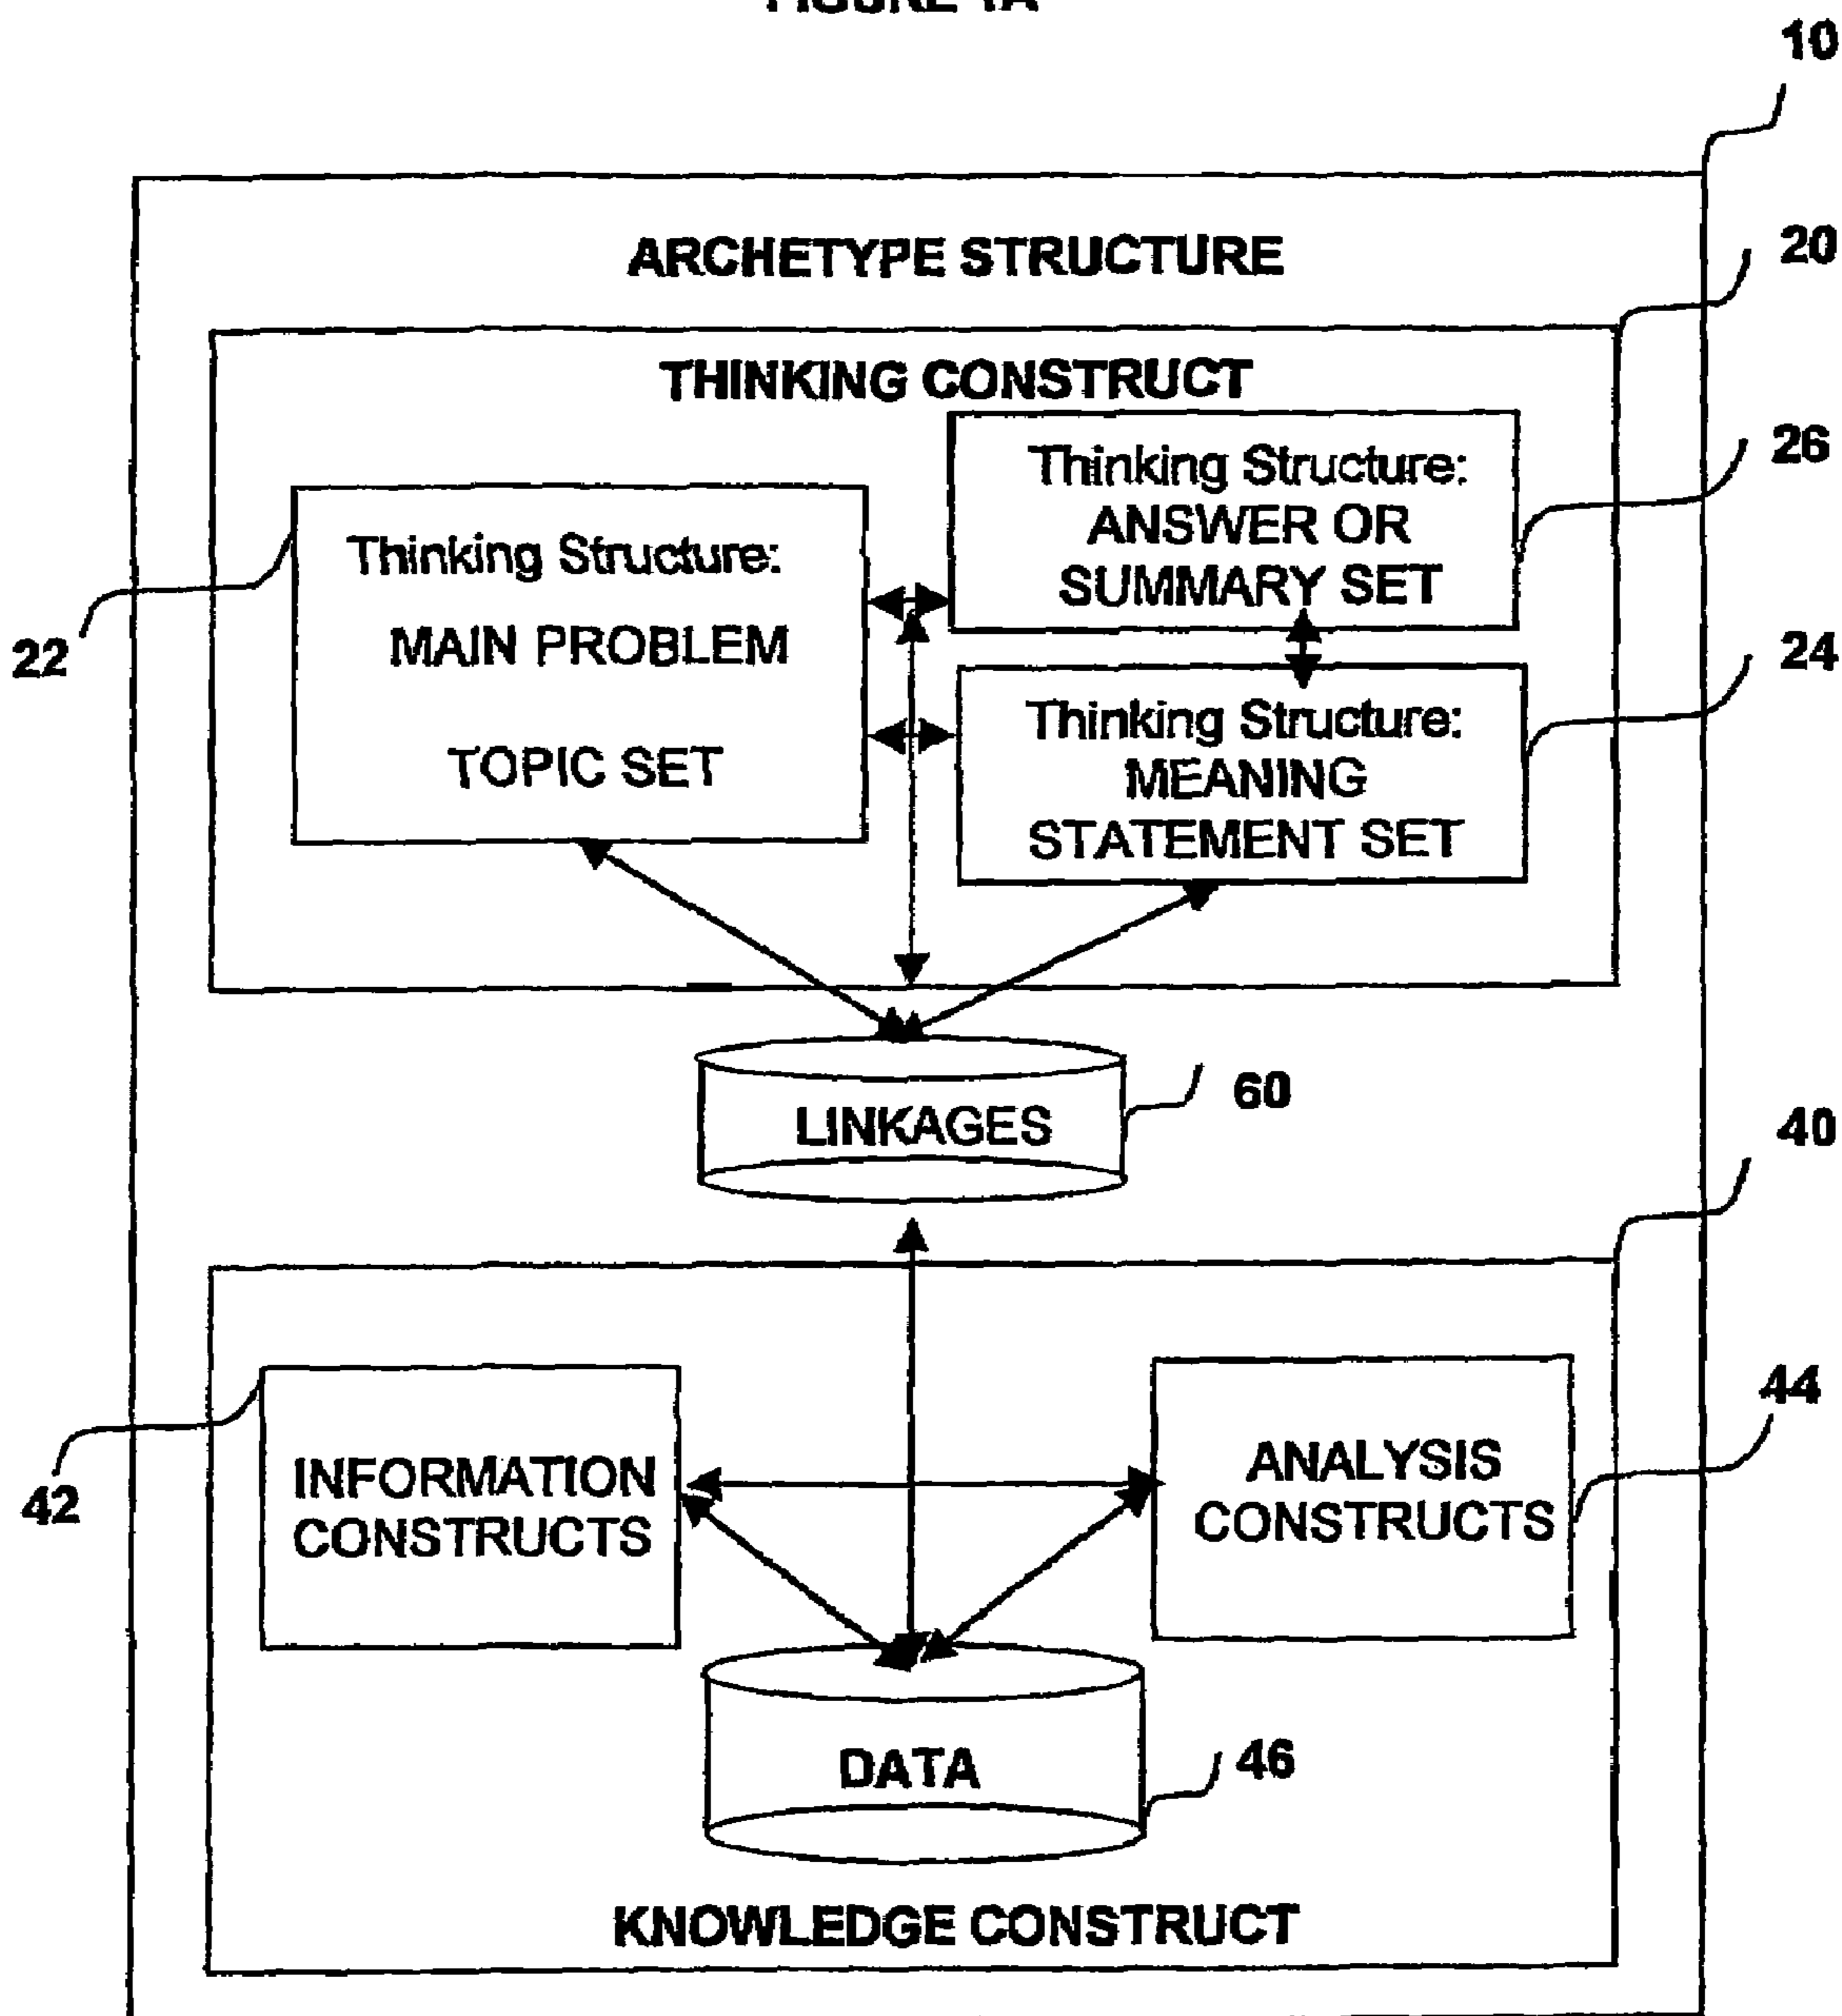 FIGURE 1A
10
ARCHETYPE STRUCTURE
20
THINKING CONSTRUCT
26
Thinking Structure:
ANSWER OR
SUMMARY SET
22
Thinking Structure:
MAIN PROBLEM
TOPIC SET
24
Thinking Structure:
MEANING
STATEMENT SET
LINKAGES
60
40
42
INFORMATION
CONSTRUCTS
44
ANALYSIS
CONSTRUCTS
DATA
46
KNOWLEDGE CONSTRUCT